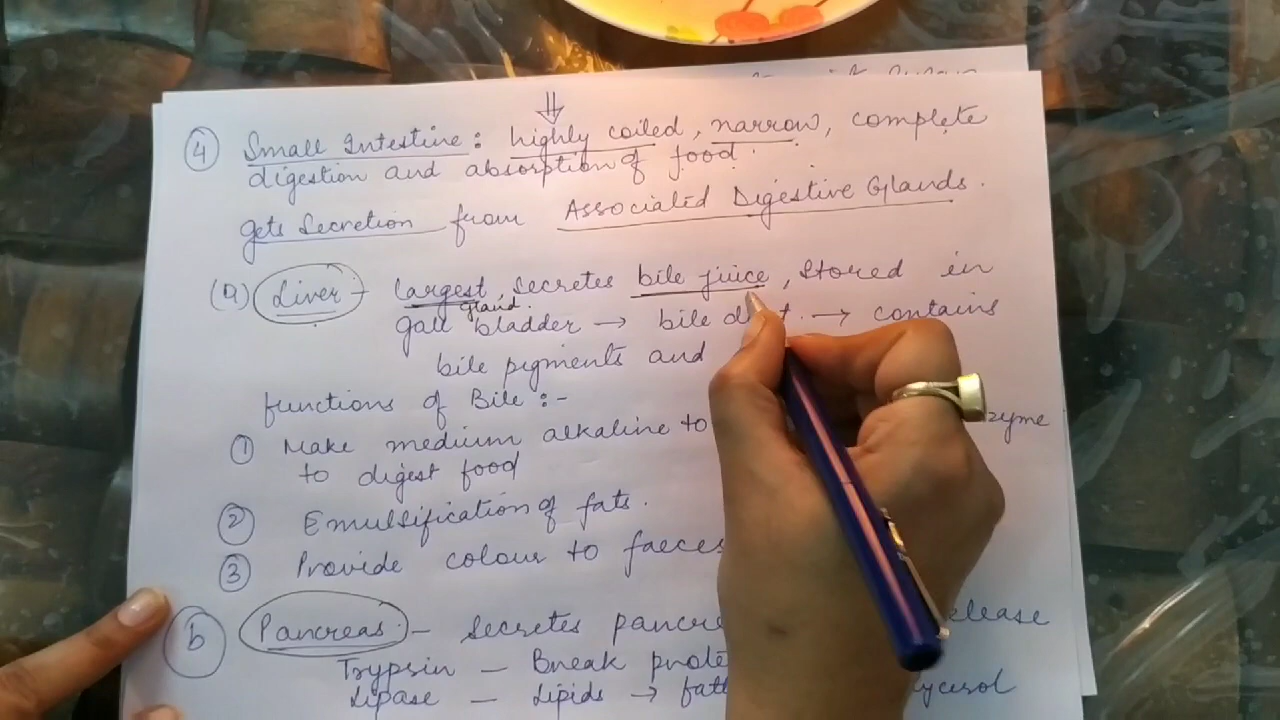 ④ Small Intestine: highly coiled, narrow, complete
digestion and absorption of food.
gets secretion from Associated Digestive Glands.
(a) Liver - largest gland, secretes bile juice, stored in
gall bladder → bile duct. → contains
bile pigments and
functions of Bile :-
① Make medium alkaline to
to digest food
② Emulsification of fats.
③ Provide colour to faeces
b Pancreas - secretes
Trypsin — Break
Lipase — Lipids →